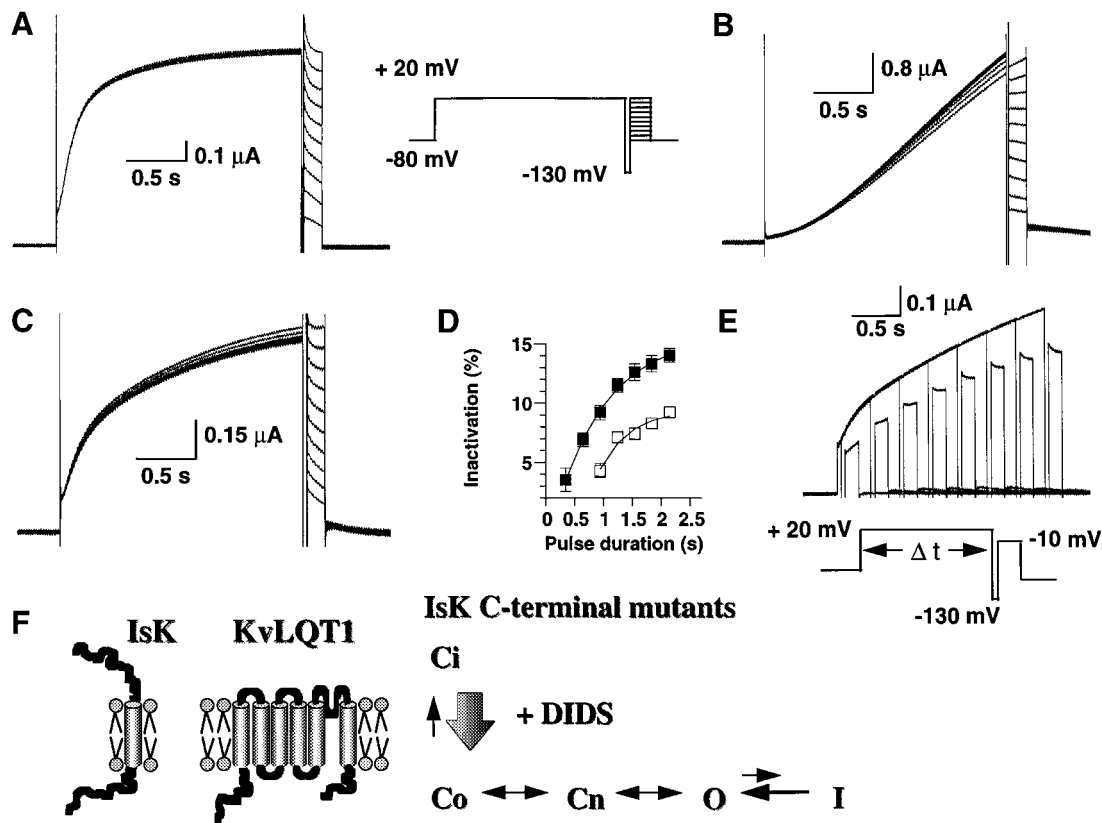 A
+ 20 mV
-80 mV
-130 mV
0.1 µA
0.5 s
B
0.8 µA
0.5 s
C
0.15 µA
0.5 s
D
Inactivation (%)
15
10
5
0 0.5 1 1.5 2 2.5
Pulse duration (s)
E
0.1 µA
0.5 s
+ 20 mV
Δ t
-10 mV
-130 mV
F
IsK
KvLQT1
IsK C-terminal mutants
Ci
+ DIDS
Co Cn O I